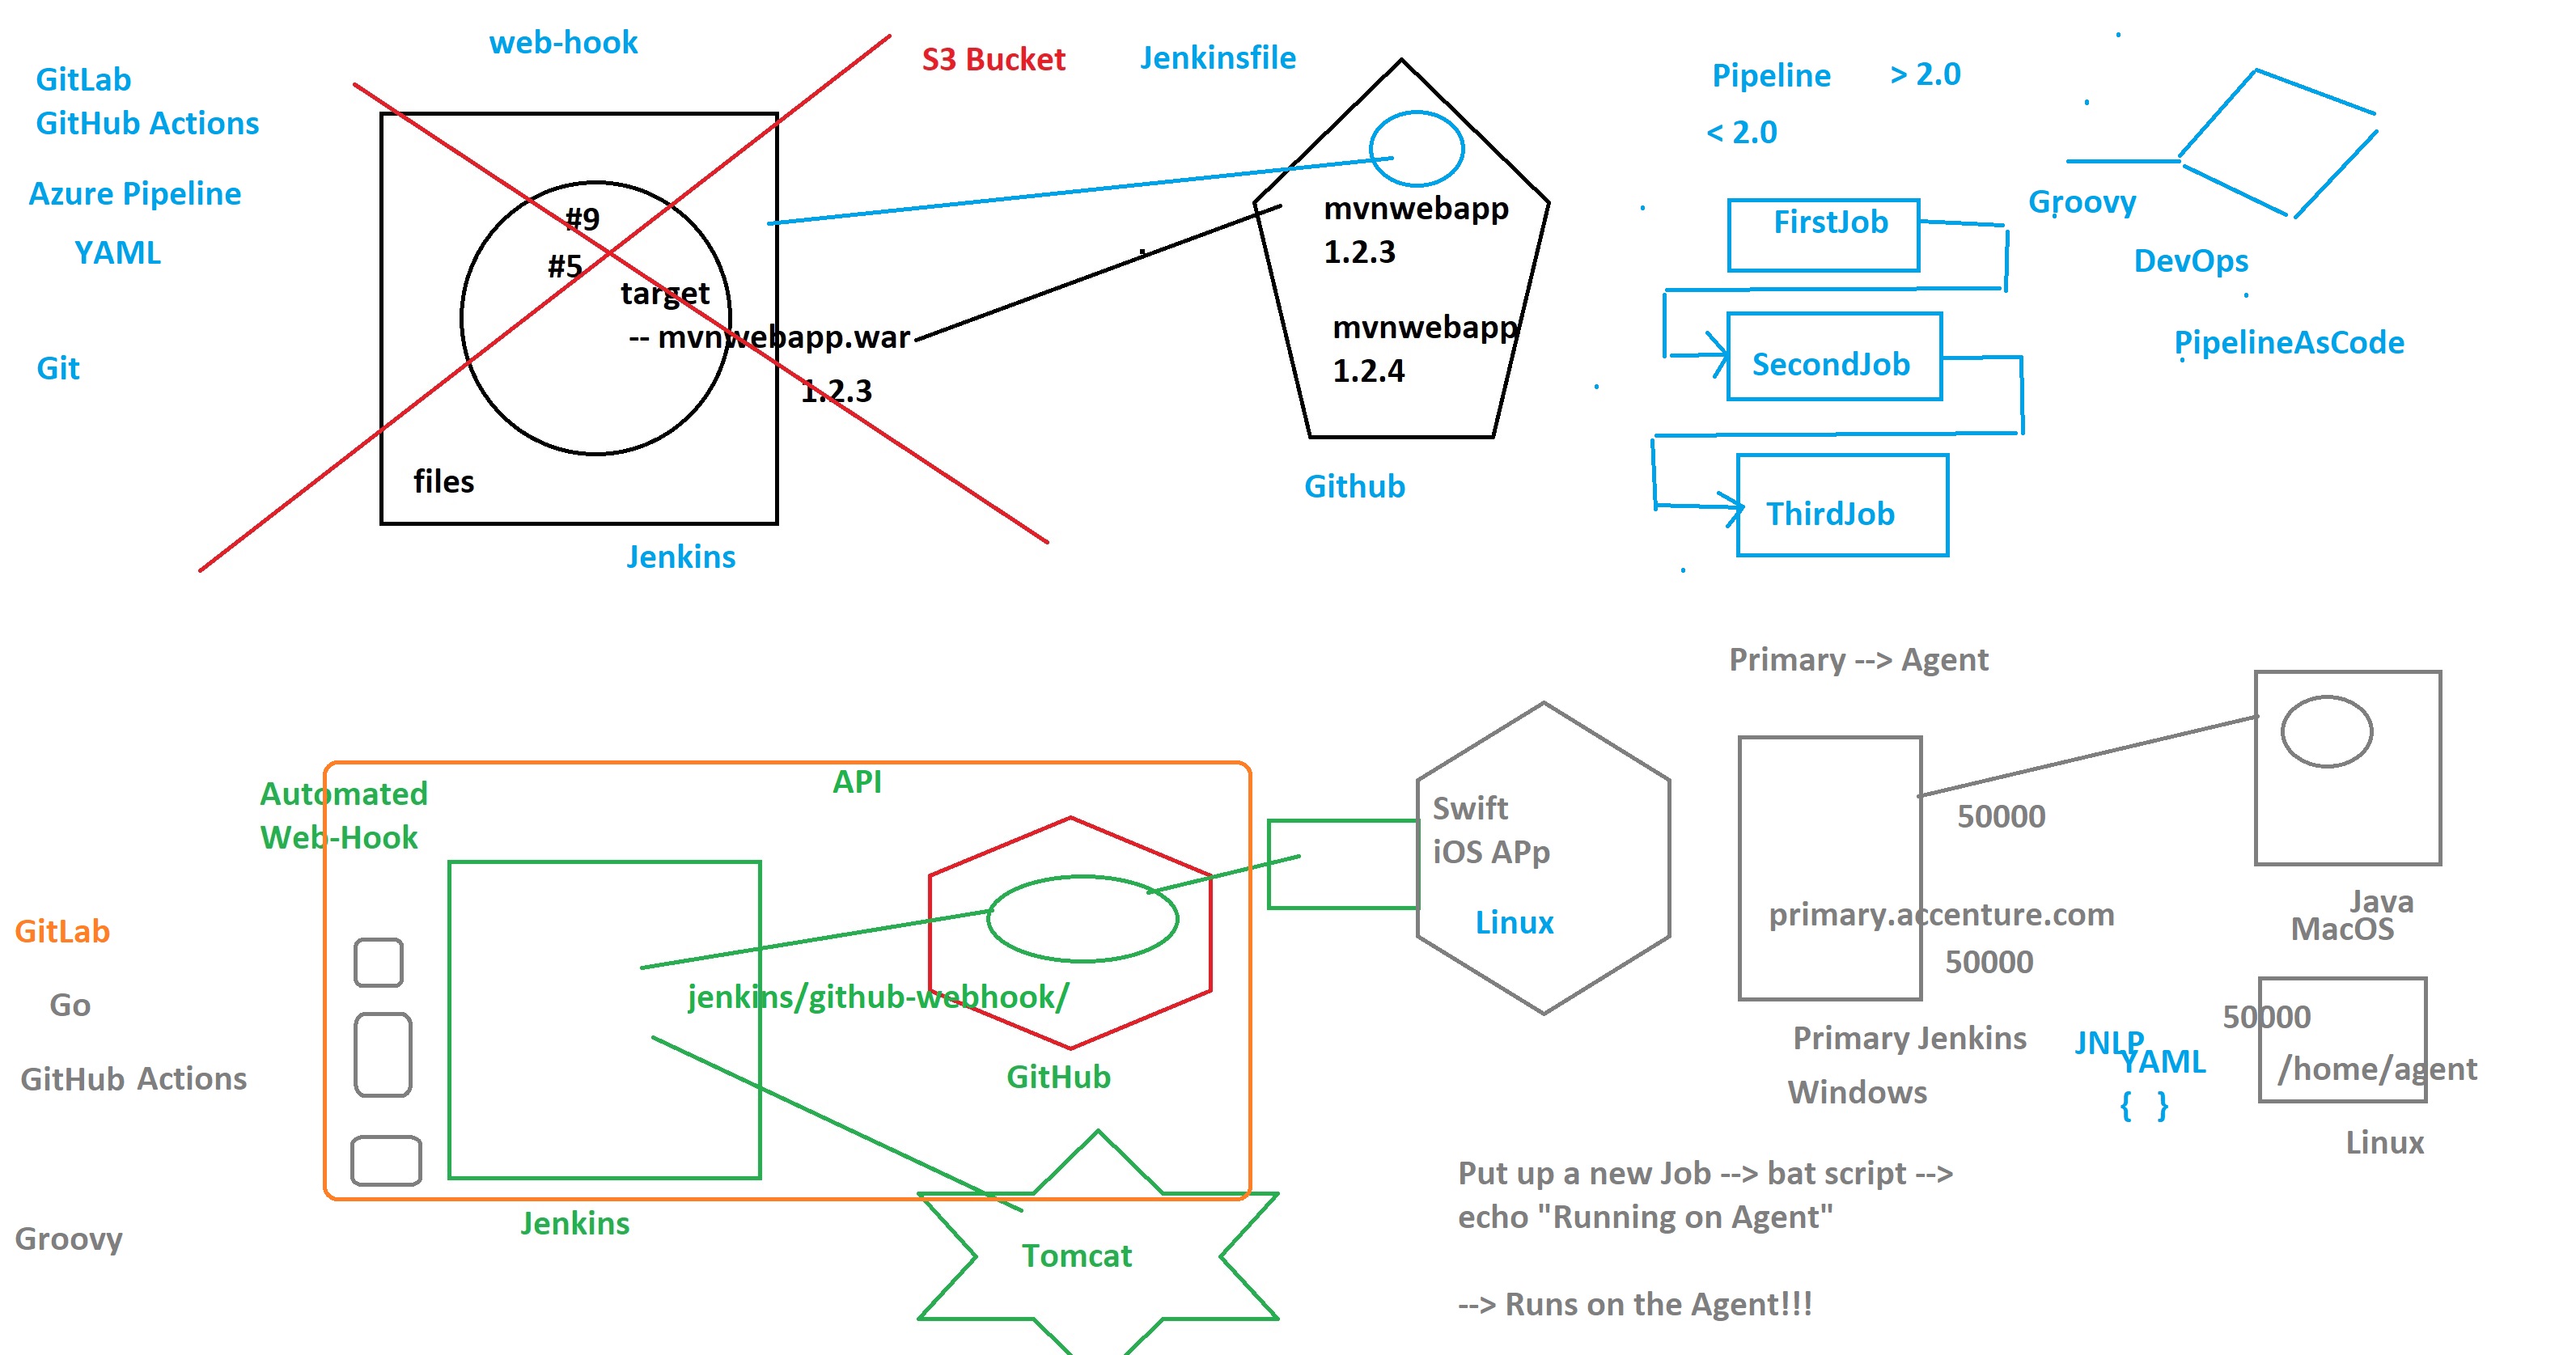 web-hook
S3 Bucket
Jenkinsfile
GitLab
GitHub Actions
Azure Pipeline
YAML
Git
#9
#5
target
-- mvnwebapp.war
1.2.3
files
Jenkins
mvnwebapp
1.2.3
mvnwebapp
1.2.4
Github
Pipeline > 2.0
< 2.0
FirstJob
SecondJob
ThirdJob
Groovy
DevOps
PipelineAsCode
Automated
Web-Hook
API
GitLab
Go
GitHub Actions
Groovy
jenkins/github-webhook/
GitHub
Jenkins
Tomcat
Swift
iOS APp
Linux
Primary --> Agent
50000
primary.accenture.com
50000
Primary Jenkins
Windows
Java
MacOS
JNLP
YAML
{ }
50000
/home/agent
Linux
Put up a new Job --> bat script -->
echo "Running on Agent"
--> Runs on the Agent!!!